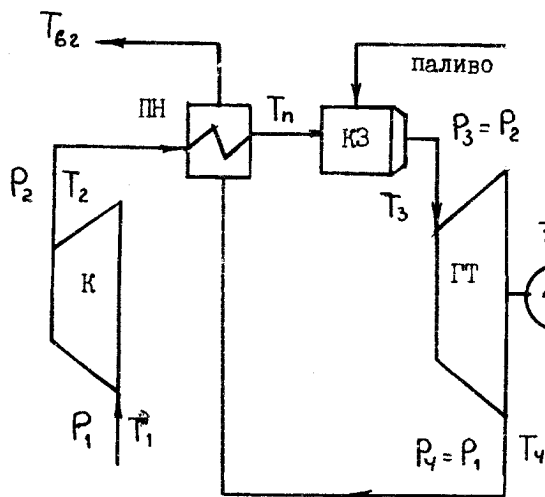 Tвг
паливо
ПН
Tп
КЗ
P₃ = P₂
P₂
T₂
T₃
К
ГТ
P₁
T₁
P₄ = P₁
T₄